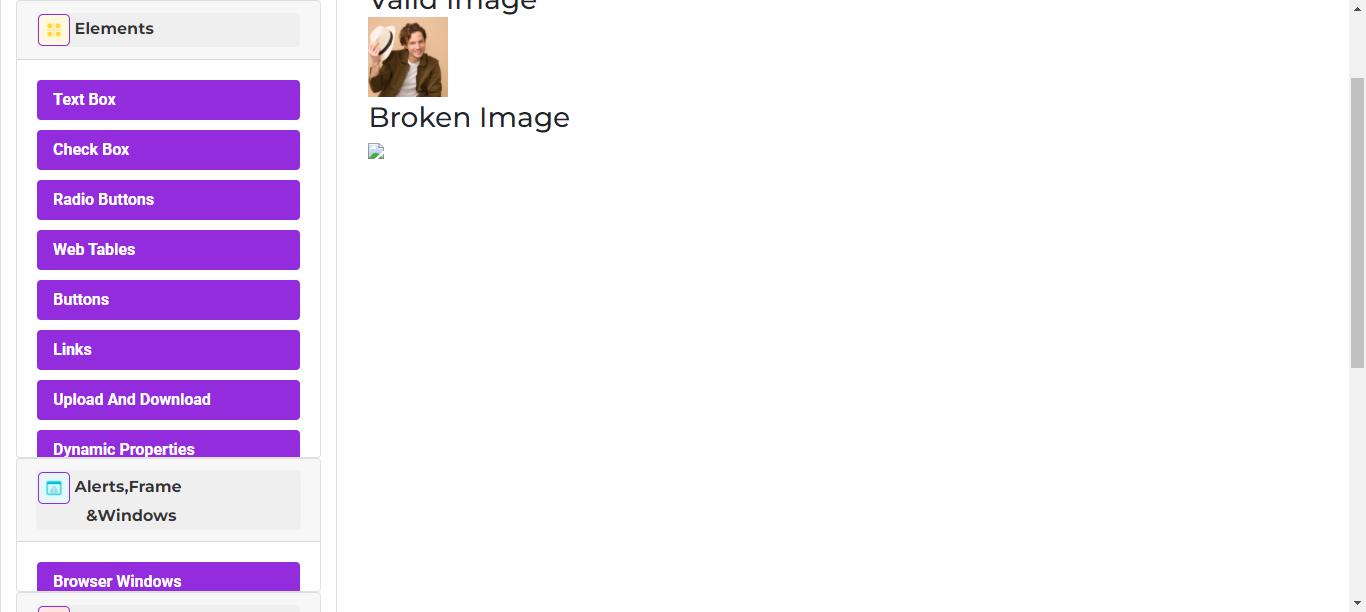 Elements
Text Box
Check Box
Radio Buttons
Web Tables
Buttons
Links
Upload And Download
Dynamic Properties
Alerts,Frame
&Windows
Browser Windows
Valid Image
Broken Image